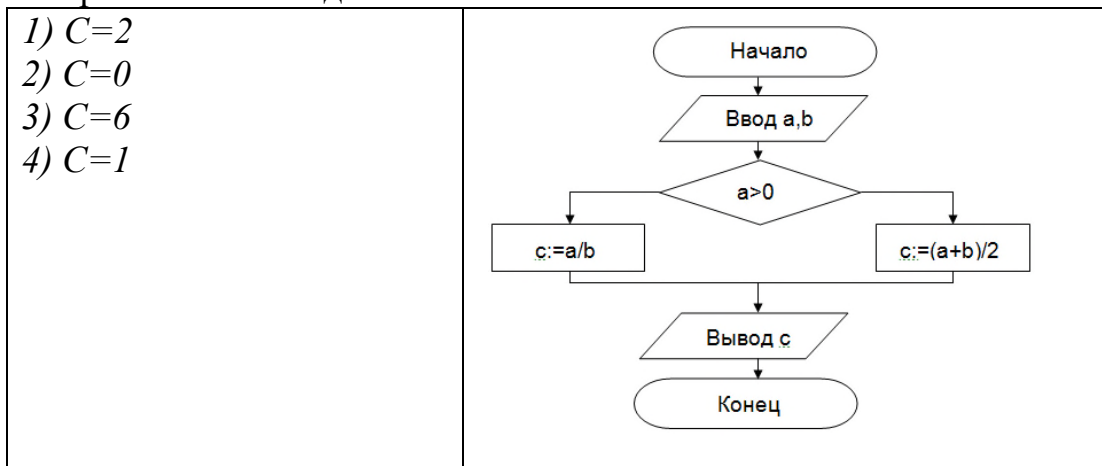 1) C=2
2) C=0
3) C=6
4) C=1
Начало
Ввод a,b
a>0
c:=a/b
c:=(a+b)/2
Вывод c
Конец